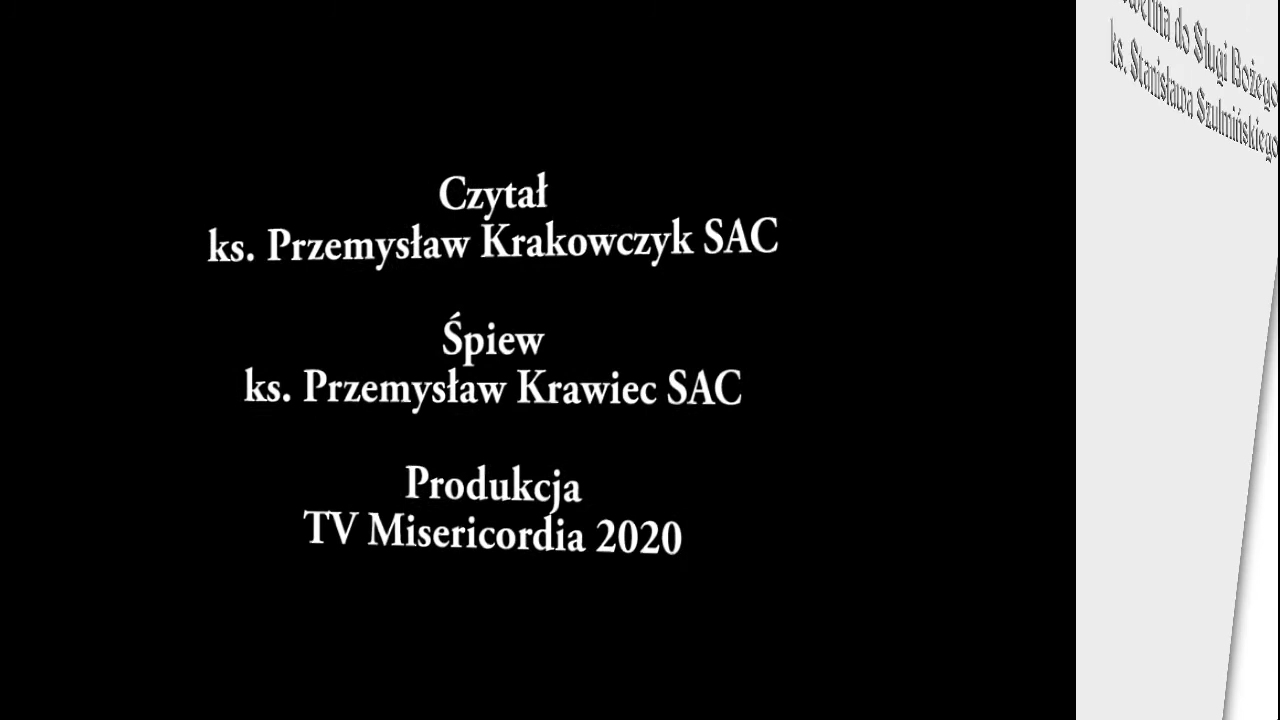 Czytał
ks. Przemysław Krakowczyk SAC
Śpiew
ks. Przemysław Krawiec SAC
Produkcja
TV Misericordia 2020
do Sługi Bożego
ks. Stanisława Szulmińskiego